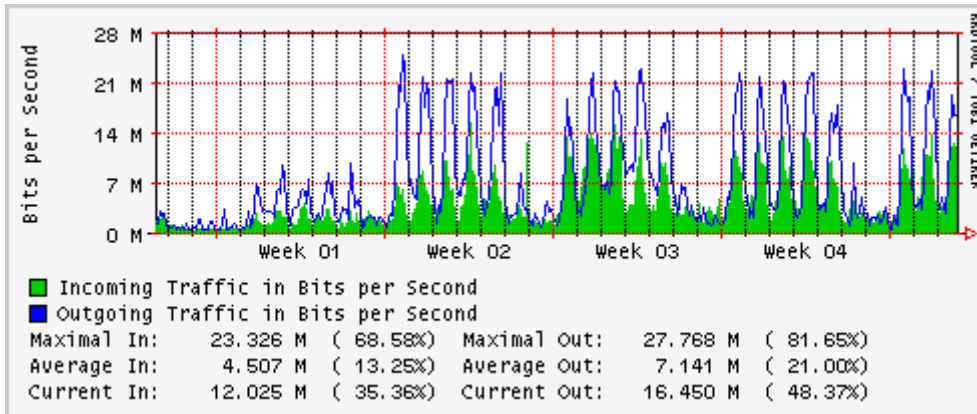 28 M
21 M
14 M
7 M
0 M
Bits per Second
Week 01 Week 02 Week 03 Week 04
Incoming Traffic in Bits per Second
Outgoing Traffic in Bits per Second
Maximal In: 23.326 M ( 68.58%) Maximal Out: 27.768 M ( 81.65%)
Average In: 4.507 M ( 13.25%) Average Out: 7.141 M ( 21.00%)
Current In: 12.025 M ( 35.36%) Current Out: 16.450 M ( 48.37%)